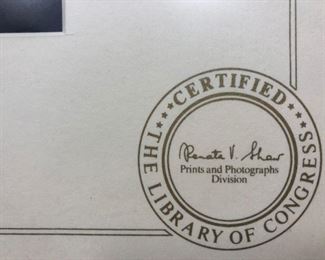 CERTIFIED
Renata V. Shaw
Prints and Photographs
Division
THE LIBRARY OF CONGRESS